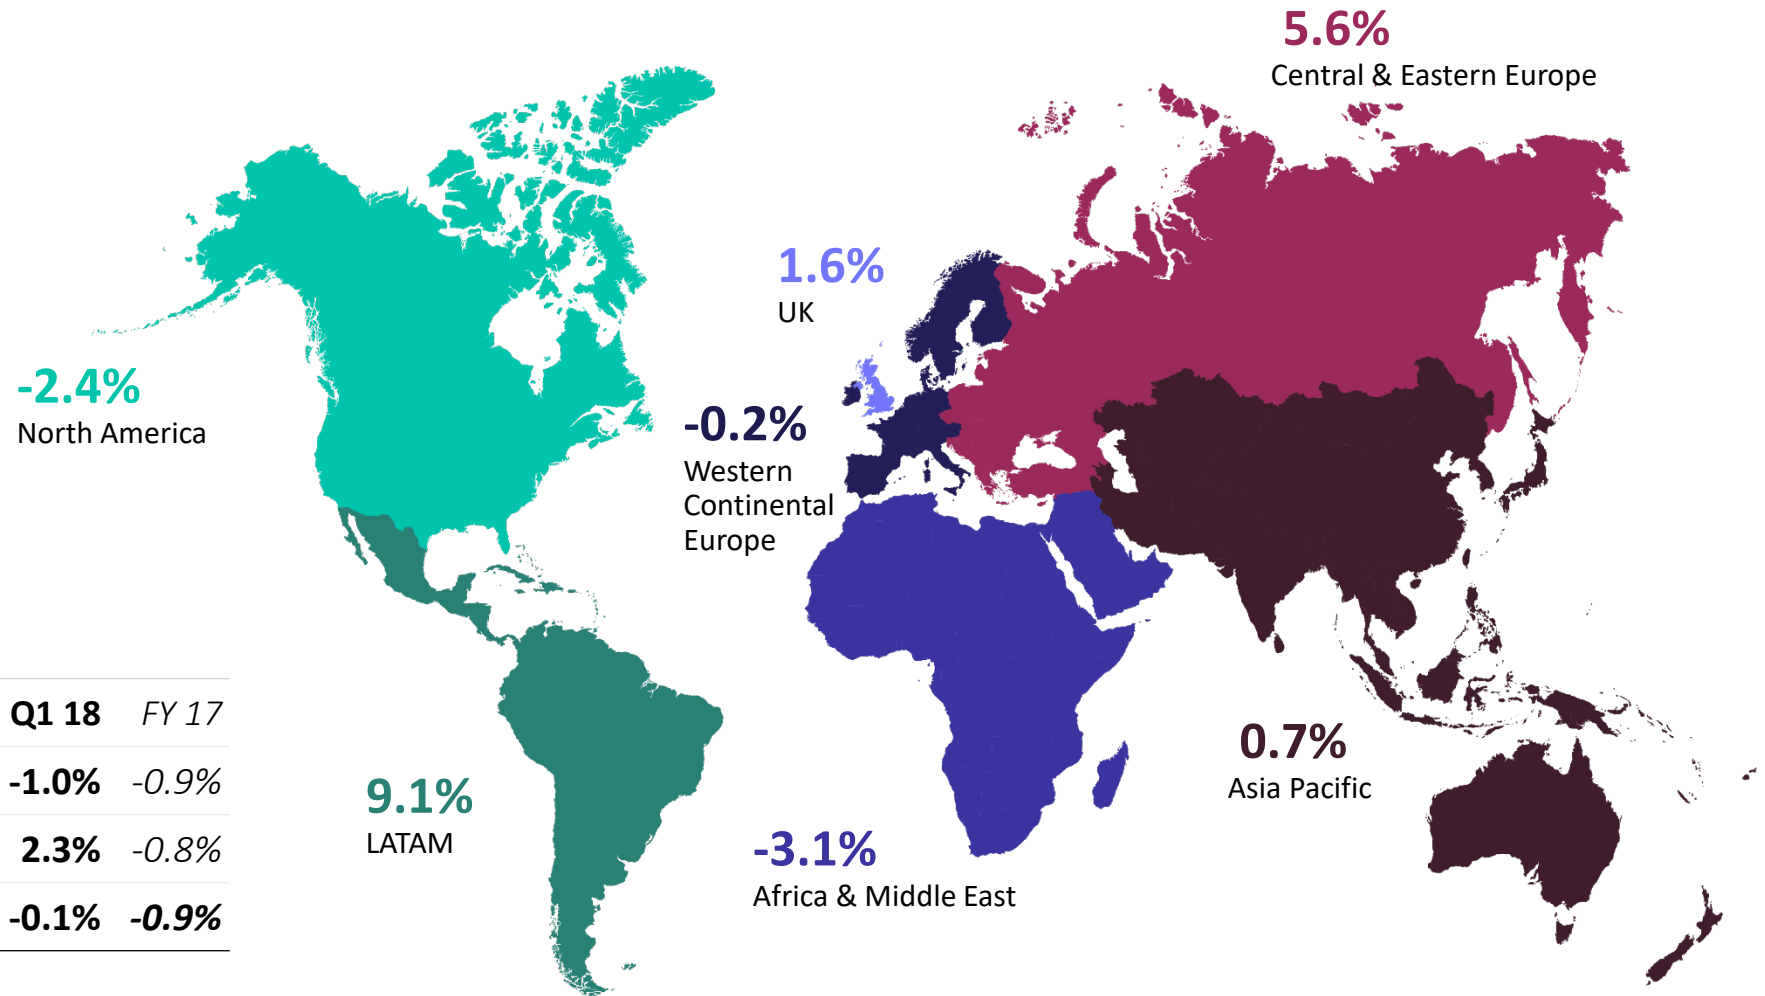 5.6%
Central & Eastern Europe
1.6%
UK
-2.4%
North America
-0.2%
Western
Continental
Europe
Q1 18 FY 17
-1.0% -0.9%
2.3% -0.8%
-0.1% -0.9%
9.1%
LATAM
-3.1%
Africa & Middle East
0.7%
Asia Pacific